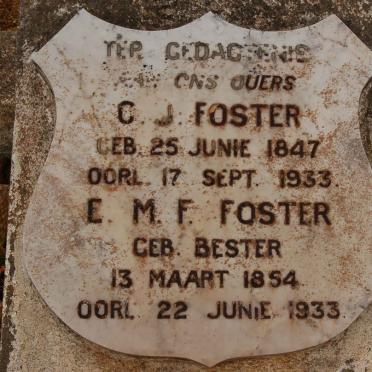 TER GEDAGTENIS
AAN ONS OUERS
C. J. FOSTER
GEB. 25 JUNIE 1847
OORL. 17 SEPT. 1933.
E. M. F. FOSTER
GEB. BESTER
13 MAART 1854
OORL. 22 JUNIE 1933.